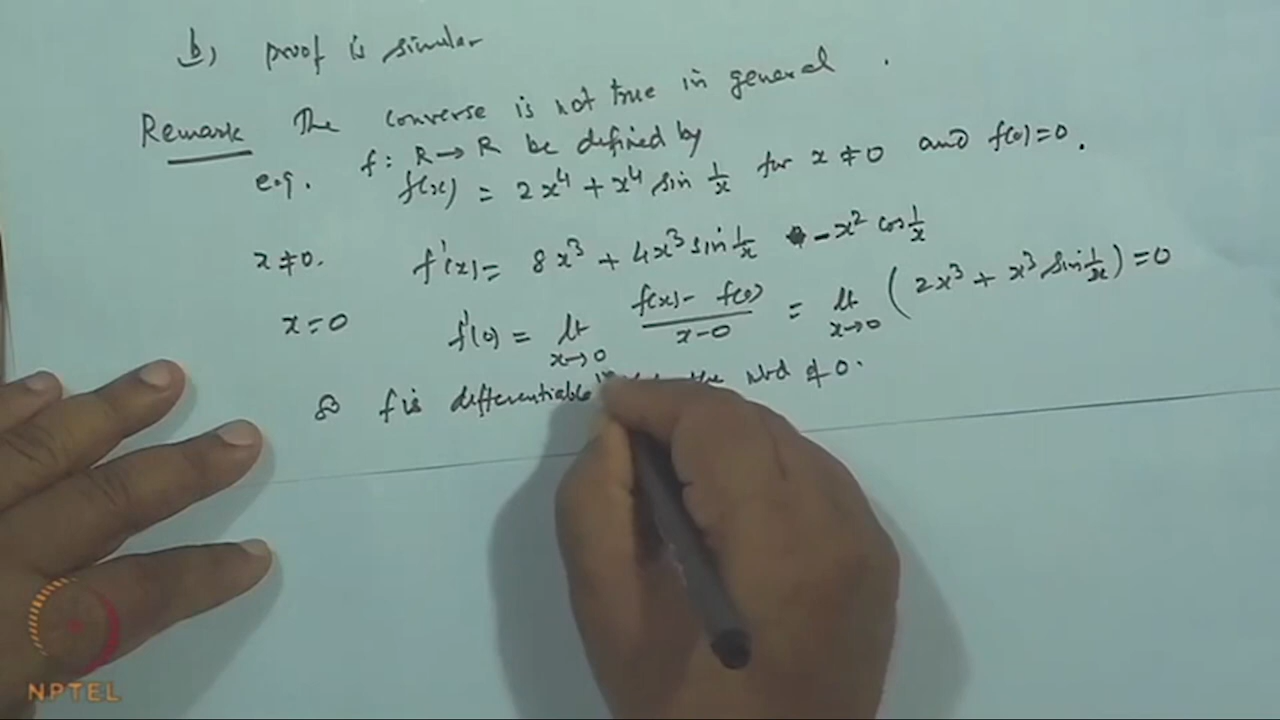 b) proof is similar
Remark The converse is not true in general.
e.g. f: R → R be defined by
f(x) = 2x⁴ + x⁴ sin 1/x for x ≠ 0 and f(0) = 0.
x ≠ 0. f'(x) = 8x³ + 4x³ sin 1/x - x² cos 1/x
x = 0 f'(0) = lt x→0 f(x) - f(0) / x - 0 = lt x→0 (2x³ + x³ sin 1/x) = 0
So f is differentiable in the nbd of 0.
NPTEL